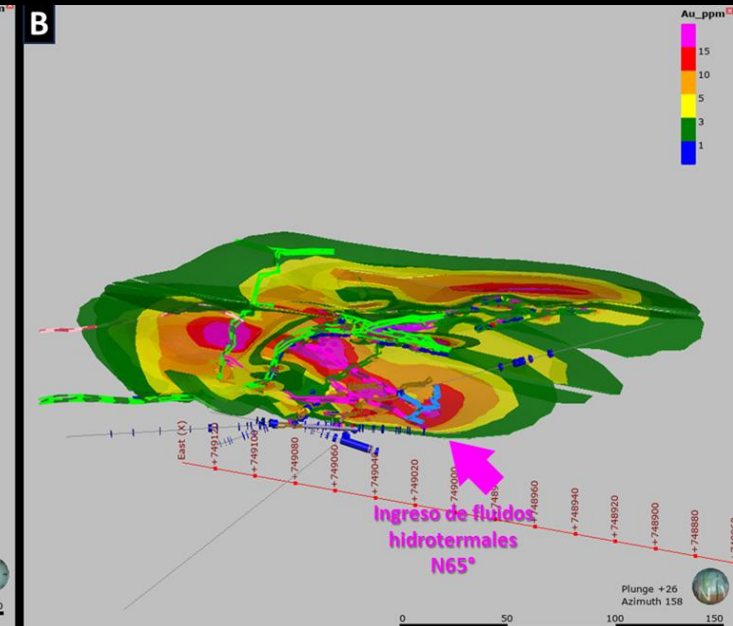 B
Au_ppm
15
10
5
3
1
East (X)
+749120
+749100
+749080
+749060
+749040
+749020
+749000
+748960
+748940
+748920
+748900
+748880
Ingreso de fluidos
hidrotermales
N65°
Plunge +26
Azimuth 158
0 50 100 150